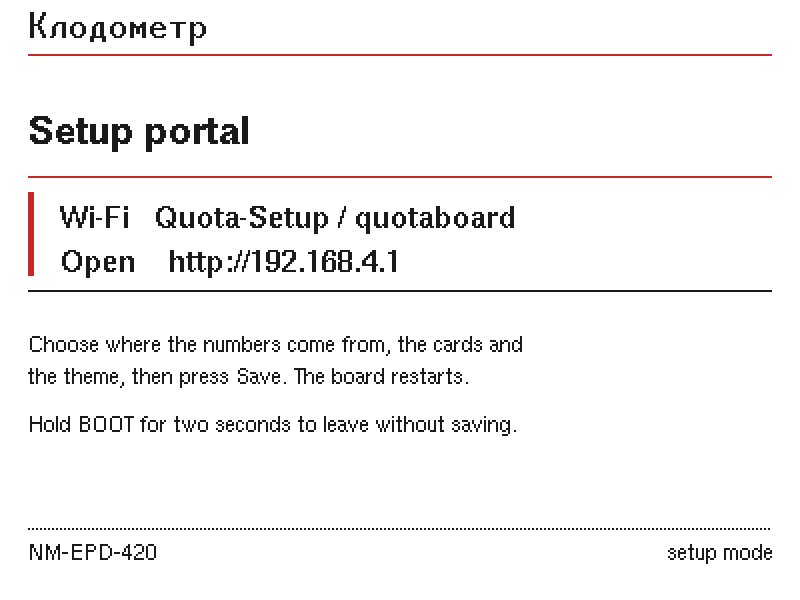 Клодометр
Setup portal
Wi-Fi Quota-Setup / quotaboard
Open http://192.168.4.1
Choose where the numbers come from, the cards and
the theme, then press Save. The board restarts.
Hold BOOT for two seconds to leave without saving.
NM-EPD-420 setup mode